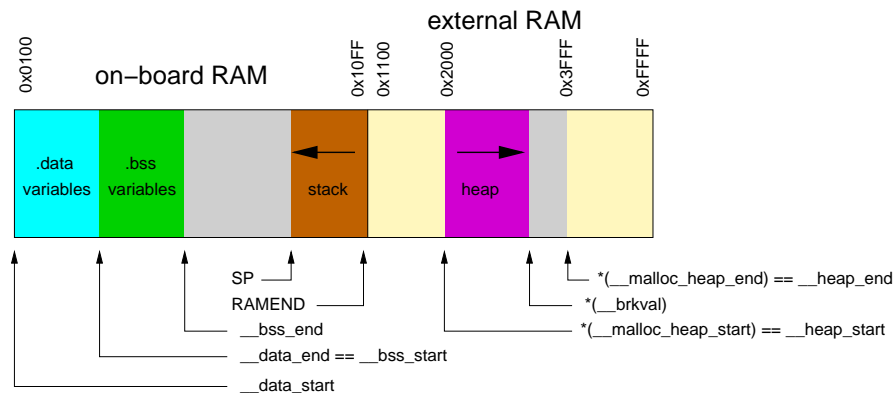 external RAM
on−board RAM
0x0100
0x10FF
0x1100
0x2000
0x3FFF
0xFFFF
.data
variables
.bss
variables
stack
heap
SP
RAMEND
__bss_end
__data_end == __bss_start
__data_start
*(__malloc_heap_end) == __heap_end
*(__brkval)
*(__malloc_heap_start) == __heap_start